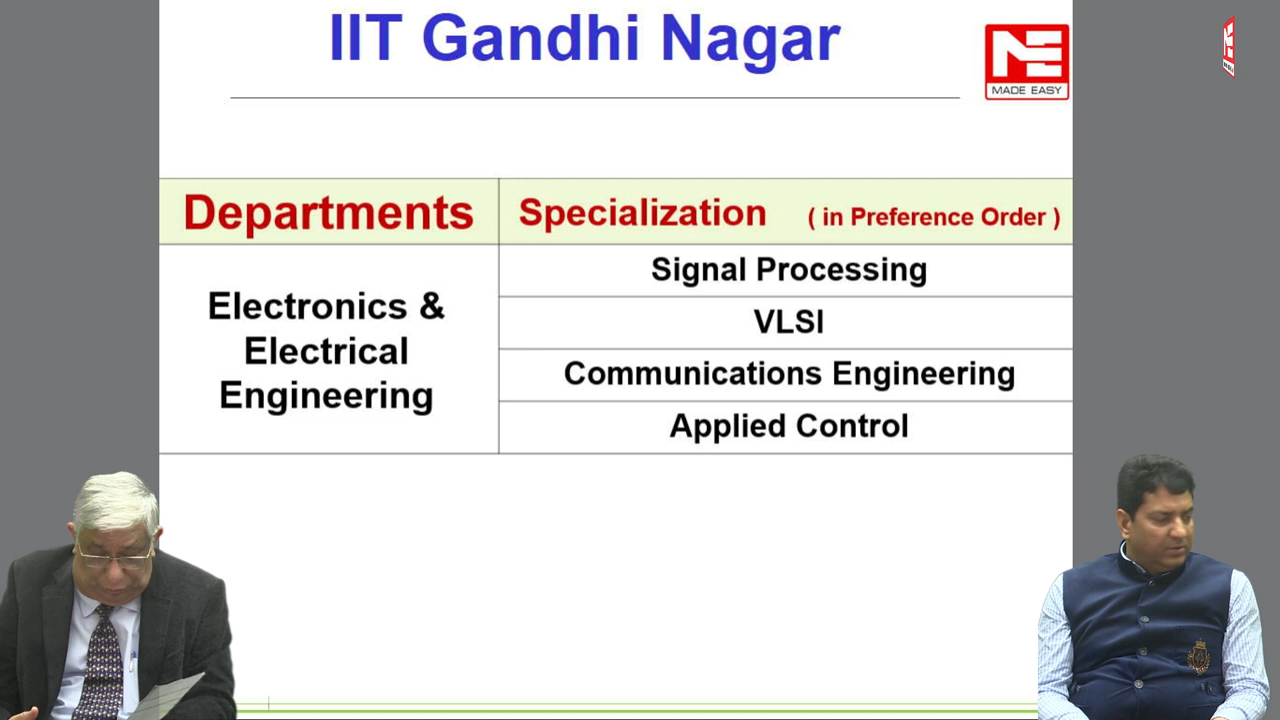 IIT Gandhi Nagar
MADE EASY
Departments
Specialization ( in Preference Order )
Electronics &
Electrical
Engineering
Signal Processing
VLSI
Communications Engineering
Applied Control